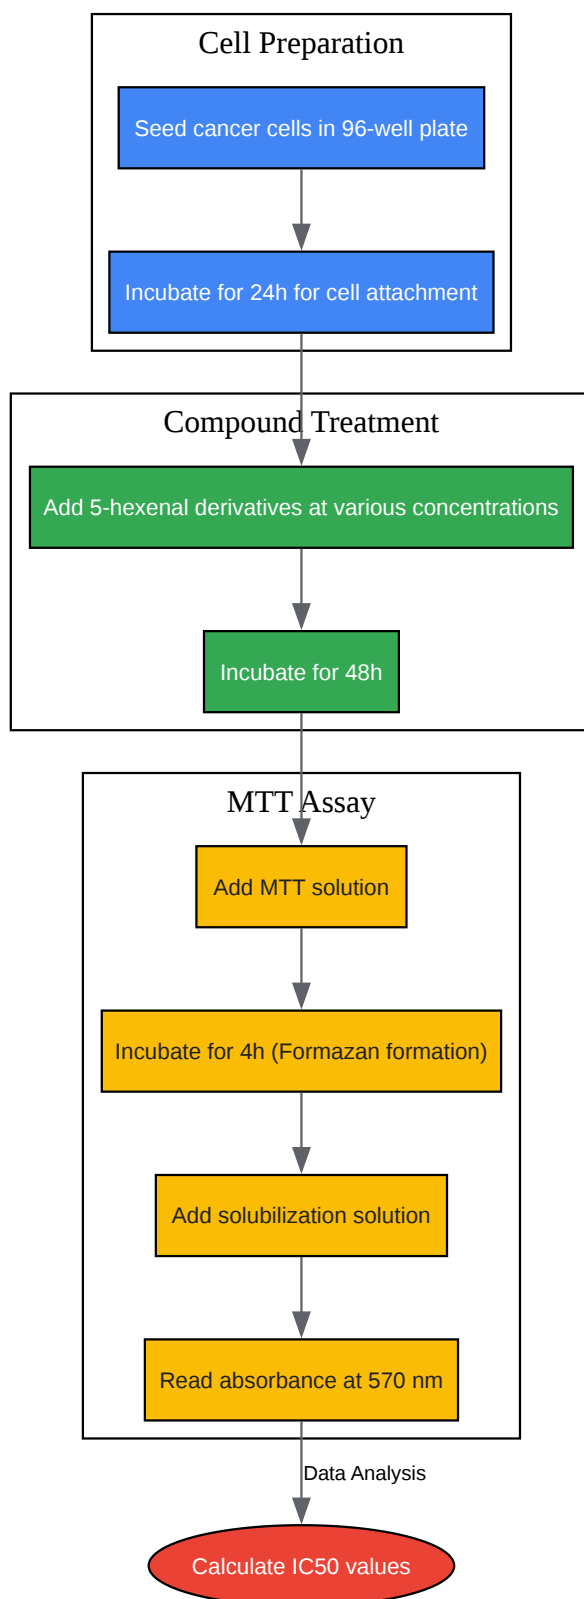 Cell Preparation
Seed cancer cells in 96-well plate
Incubate for 24h for cell attachment
Compound Treatment
Add 5-hexenal derivatives at various concentrations
Incubate for 48h
MTT Assay
Add MTT solution
Incubate for 4h (Formazan formation)
Add solubilization solution
Read absorbance at 570 nm
Data Analysis
Calculate IC50 values